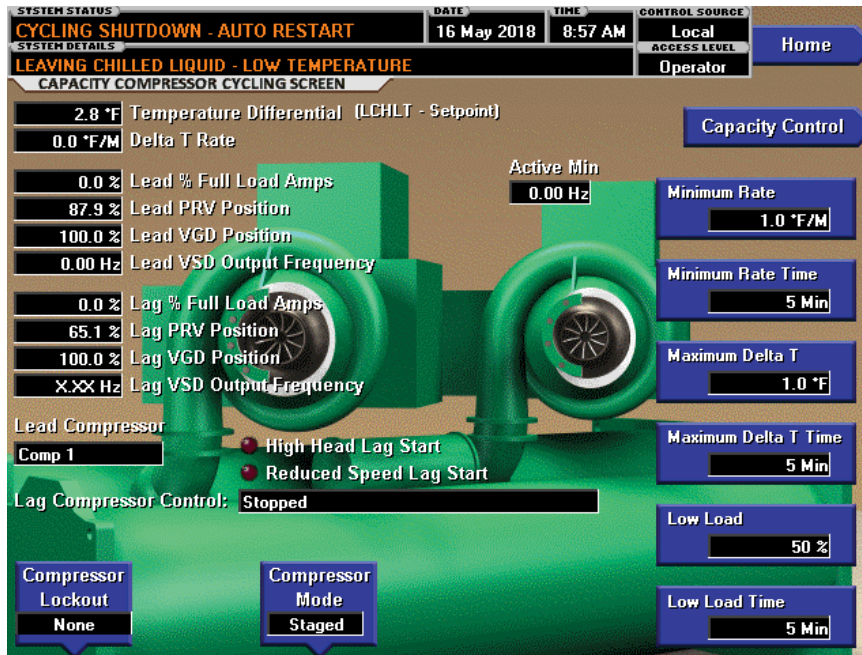 SYSTEM STATUS
CYCLING SHUTDOWN - AUTO RESTART
DATE
16 May 2018
TIME
8:57 AM
CONTROL SOURCE
Local
Home
SYSTEM DETAILS
LEAVING CHILLED LIQUID - LOW TEMPERATURE
ACCESS LEVEL
Operator
CAPACITY COMPRESSOR CYCLING SCREEN
2.8 °F Temperature Differential (LCHLT - Setpoint)
0.0 °F/M Delta T Rate
Capacity Control
0.0 % Lead % Full Load Amps
87.9 % Lead PRV Position
100.0 % Lead VGD Position
0.00 Hz Lead VSD Output Frequency
Active Min
0.00 Hz
0.0 % Lag % Full Load Amps
65.1 % Lag PRV Position
100.0 % Lag VGD Position
X.XX Hz Lag VSD Output Frequency
Lead Compressor
Comp 1
High Head Lag Start
Reduced Speed Lag Start
Lag Compressor Control: Stopped
Compressor
Lockout
None
Compressor
Mode
Staged
Minimum Rate
1.0 °F/M
Minimum Rate Time
5 Min
Maximum Delta T
1.0 °F
Maximum Delta T Time
5 Min
Low Load
50 %
Low Load Time
5 Min